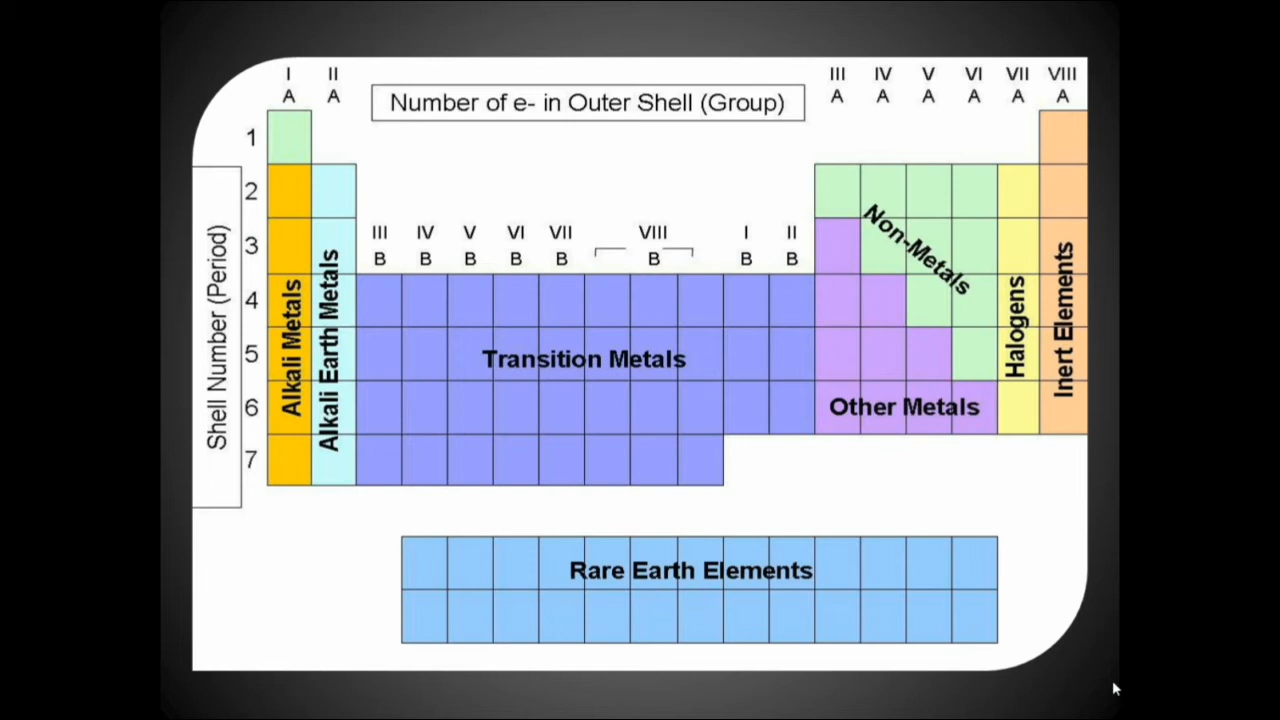 I II III IV V VI VII VIII
A A A A A A A A
Number of e- in Outer Shell (Group)
1
2
3
4
5
6
7
Shell Number (Period)
III IV V VI VII VIII I II
B B B B B B B B
Alkali Metals
Alkali Earth Metals
Transition Metals
Non-Metals
Other Metals
Halogens
Inert Elements
Rare Earth Elements